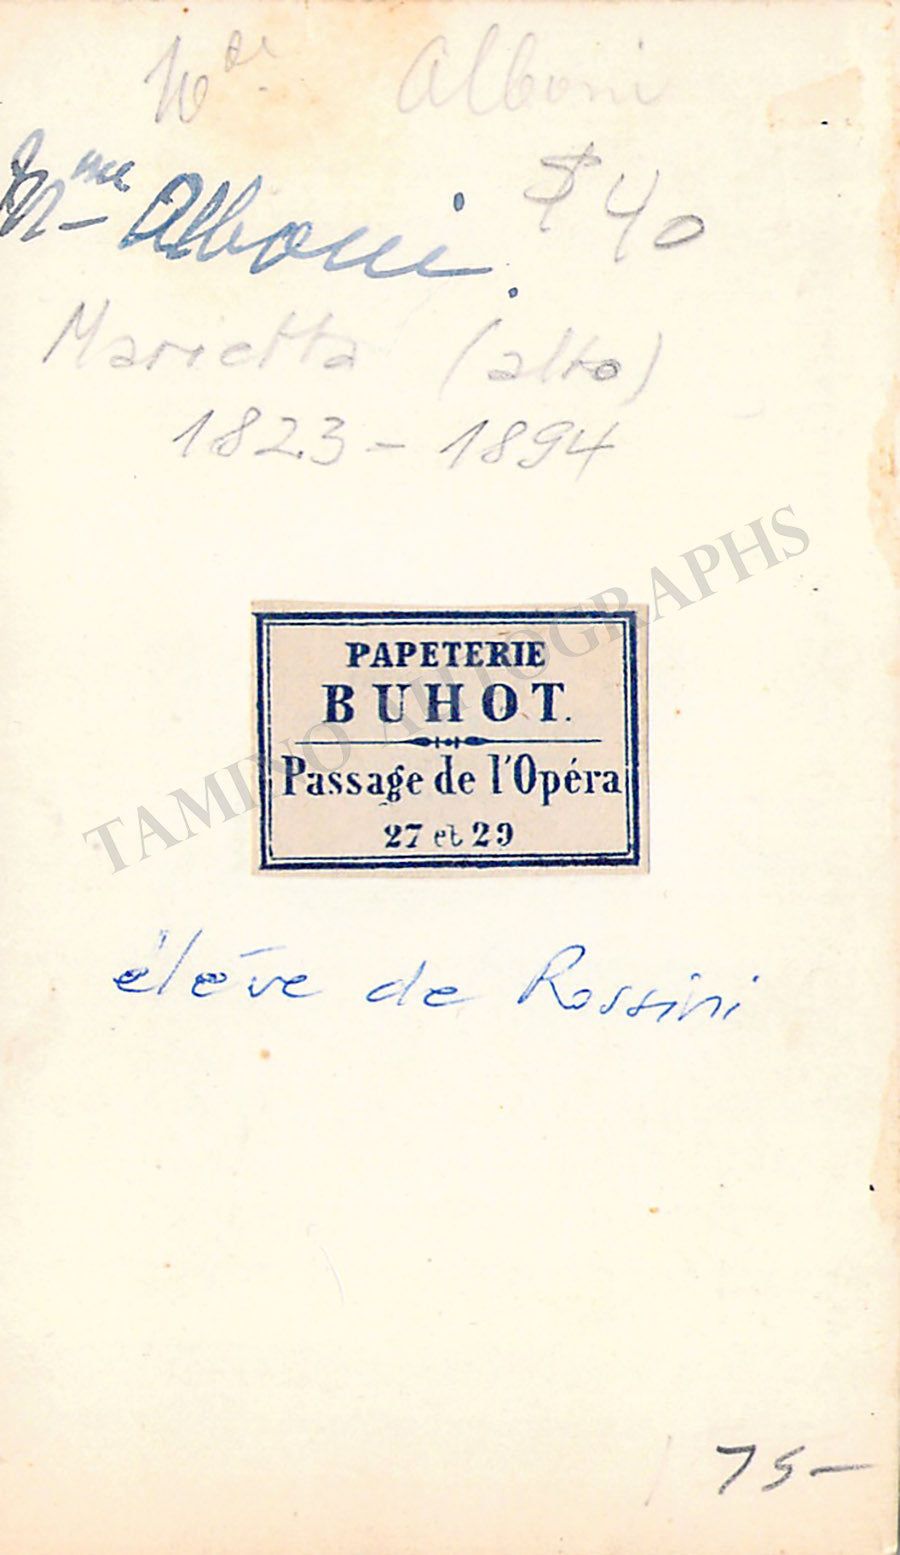 Alboni
Mme Alboni.
$40
Marietta (alto)
1823 - 1894
TAMINO AUTOGRAPHS
PAPETERIE
BUHOT.
Passage de l'Opéra
27 et 29
élève de Rossini
75-